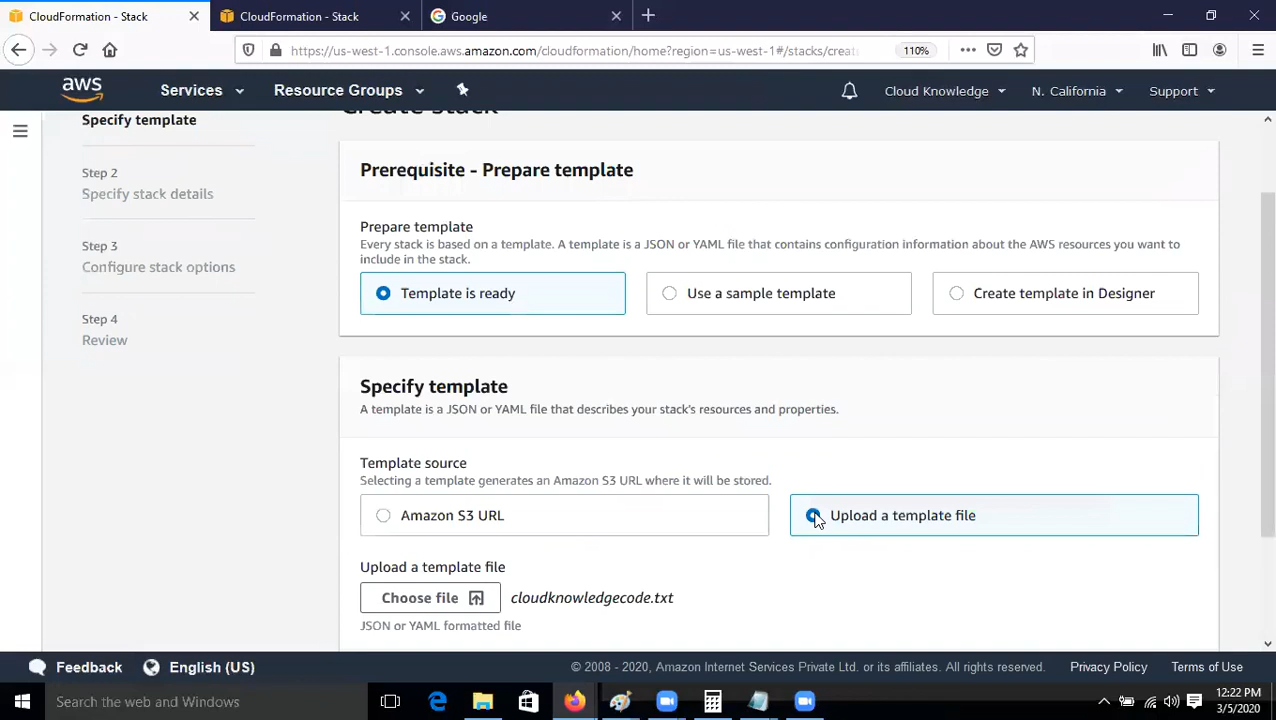 CloudFormation - Stack
CloudFormation - Stack
Google
https://us-west-1.console.aws.amazon.com/cloudformation/home?region=us-west-1#/stacks/crea
110%
aws
Services
Resource Groups
Cloud Knowledge
N. California
Support
Create stack
Specify template
Step 2
Specify stack details
Step 3
Configure stack options
Step 4
Review
Prerequisite - Prepare template
Prepare template
Every stack is based on a template. A template is a JSON or YAML file that contains configuration information about the AWS resources you want to
include in the stack.
Template is ready
Use a sample template
Create template in Designer
Specify template
A template is a JSON or YAML file that describes your stack's resources and properties.
Template source
Selecting a template generates an Amazon S3 URL where it will be stored.
Amazon S3 URL
Upload a template file
Upload a template file
Choose file
cloudknowledgecode.txt
JSON or YAML formatted file
Feedback
English (US)
© 2008 - 2020, Amazon Internet Services Private Ltd. or its affiliates. All rights reserved.
Privacy Policy
Terms of Use
Search the web and Windows
12:22 PM
3/5/2020